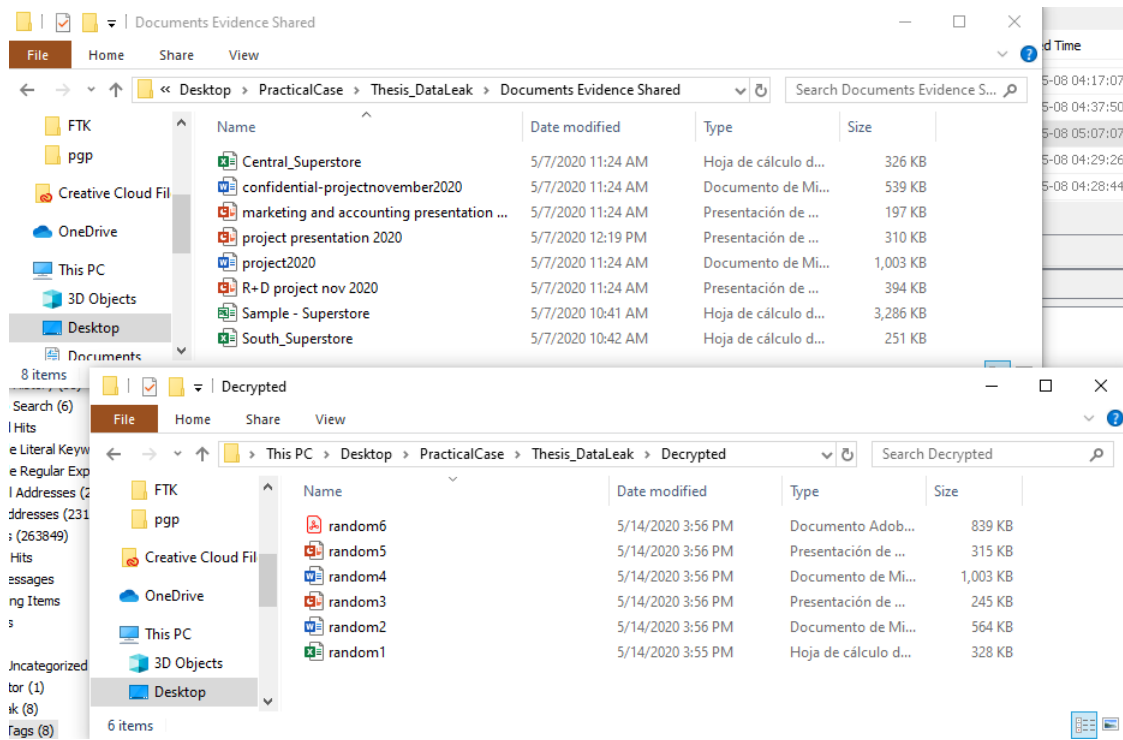 Documents Evidence Shared
File Home Share View
d Time
« Desktop > PracticalCase > Thesis_DataLeak > Documents Evidence Shared
Search Documents Evidence S...
5-08 04:17:07
5-08 04:37:50
5-08 05:07:07
5-08 04:29:26
5-08 04:28:44
FTK
pgp
Creative Cloud Fil
OneDrive
This PC
3D Objects
Desktop
Documents
Name Date modified Type Size
Central_Superstore 5/7/2020 11:24 AM Hoja de cálculo d... 326 KB
confidential-projectnovember2020 5/7/2020 11:24 AM Documento de Mi... 539 KB
marketing and accounting presentation ... 5/7/2020 11:24 AM Presentación de ... 197 KB
project presentation 2020 5/7/2020 12:19 PM Presentación de ... 310 KB
project2020 5/7/2020 11:24 AM Documento de Mi... 1,003 KB
R+D project nov 2020 5/7/2020 11:24 AM Presentación de ... 394 KB
Sample - Superstore 5/7/2020 10:41 AM Hoja de cálculo d... 3,286 KB
South_Superstore 5/7/2020 10:42 AM Hoja de cálculo d... 251 KB
8 items
Search (6)
l Hits
e Literal Keyw
e Regular Exp
l Addresses (2
ddresses (231
s (263849)
Hits
essages
ng Items
s
Uncategorized
tor (1)
ak (8)
Tags (8)
Decrypted
File Home Share View
> This PC > Desktop > PracticalCase > Thesis_DataLeak > Decrypted
Search Decrypted
FTK
pgp
Creative Cloud Fil
OneDrive
This PC
3D Objects
Desktop
Name Date modified Type Size
random6 5/14/2020 3:56 PM Documento Adob... 839 KB
random5 5/14/2020 3:56 PM Presentación de ... 315 KB
random4 5/14/2020 3:56 PM Documento de Mi... 1,003 KB
random3 5/14/2020 3:56 PM Presentación de ... 245 KB
random2 5/14/2020 3:56 PM Documento de Mi... 564 KB
random1 5/14/2020 3:55 PM Hoja de cálculo d... 328 KB
6 items